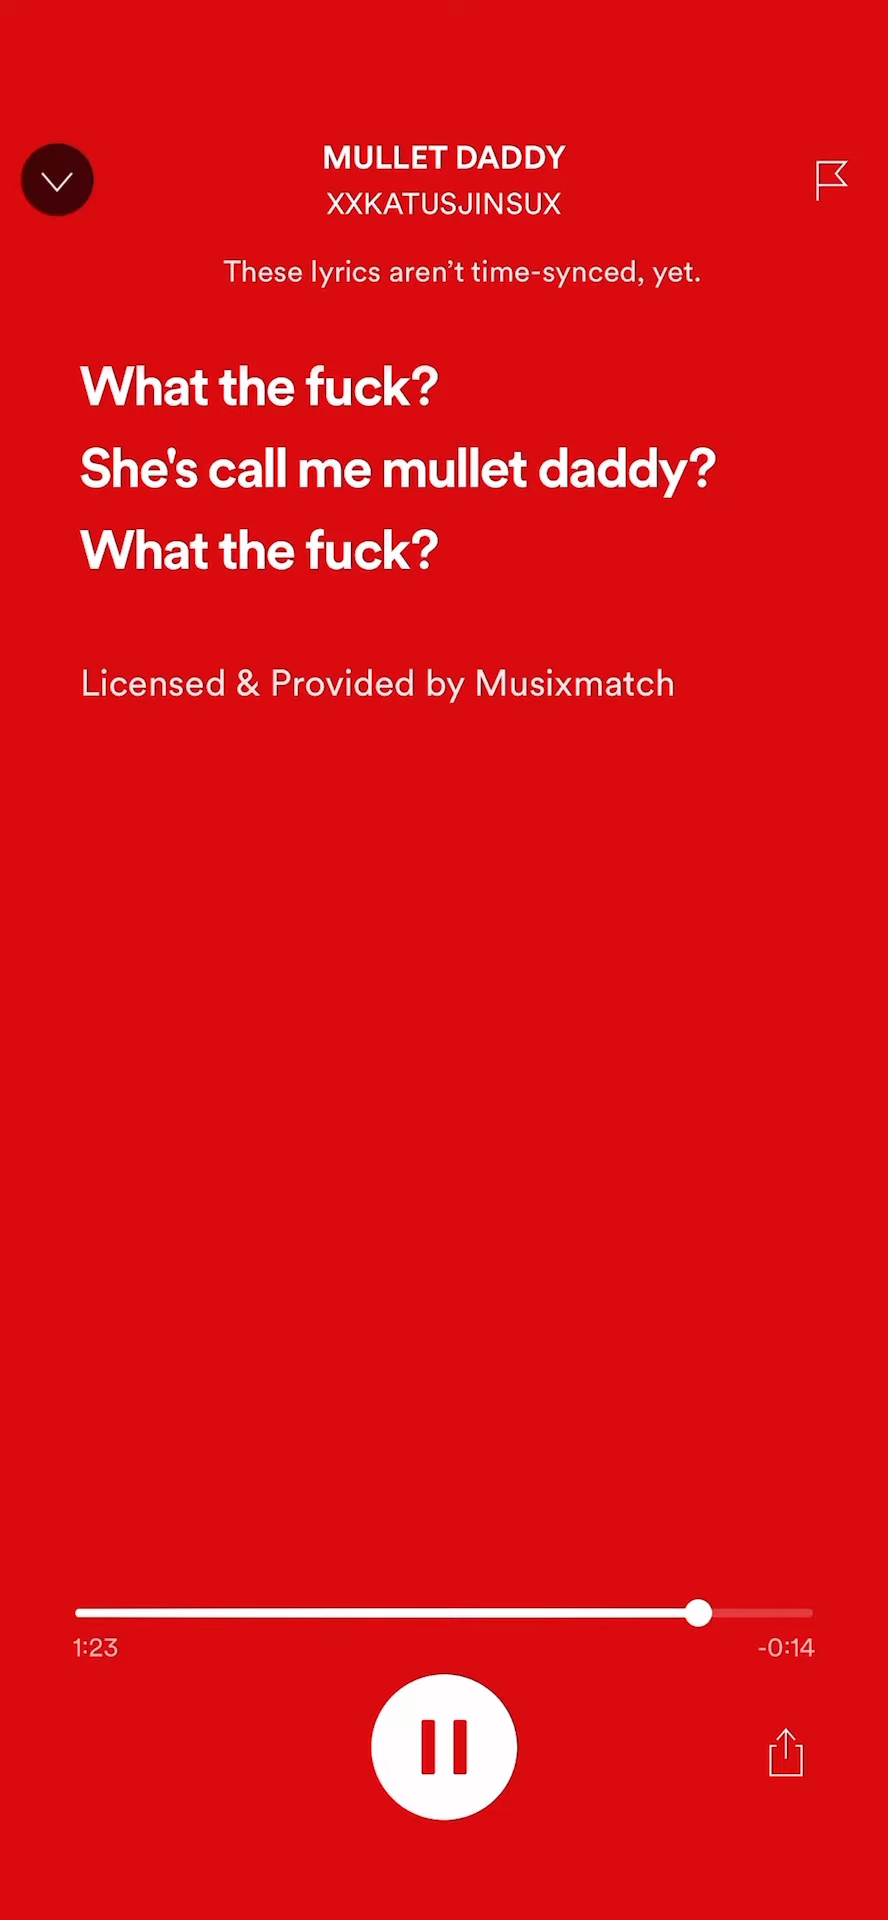 MULLET DADDY
XXKATUSJINSUX
These lyrics aren’t time-synced, yet.
What the fuck?
She's call me mullet daddy?
What the fuck?
Licensed & Provided by Musixmatch
1:23
-0:14